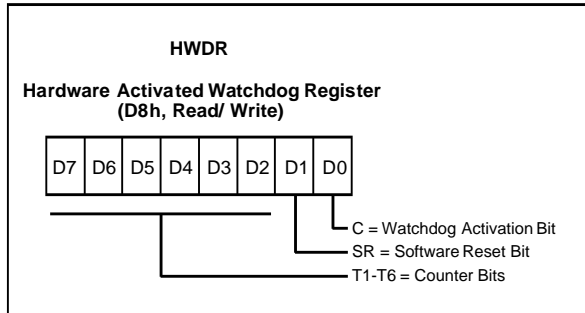 HWDR
Hardware Activated Watchdog Register
(D8h, Read/ Write)
D7 D6 D5 D4 D3 D2 D1 D0
C = Watchdog Activation Bit
SR = Software Reset Bit
T1-T6 = Counter Bits